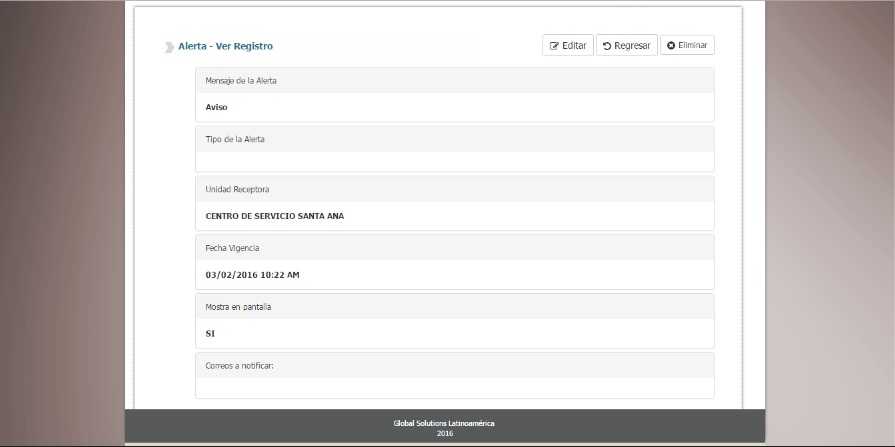 Alerta - Ver Registro
Editar
Regresar
Eliminar
Mensaje de la Alerta
Aviso
Tipo de la Alerta
Unidad Receptora
CENTRO DE SERVICIO SANTA ANA
Fecha Vigencia
03/02/2016 10:22 AM
Mostra en pantalla
SI
Correos a notificar:
Global Solutions Latinoamérica
2016